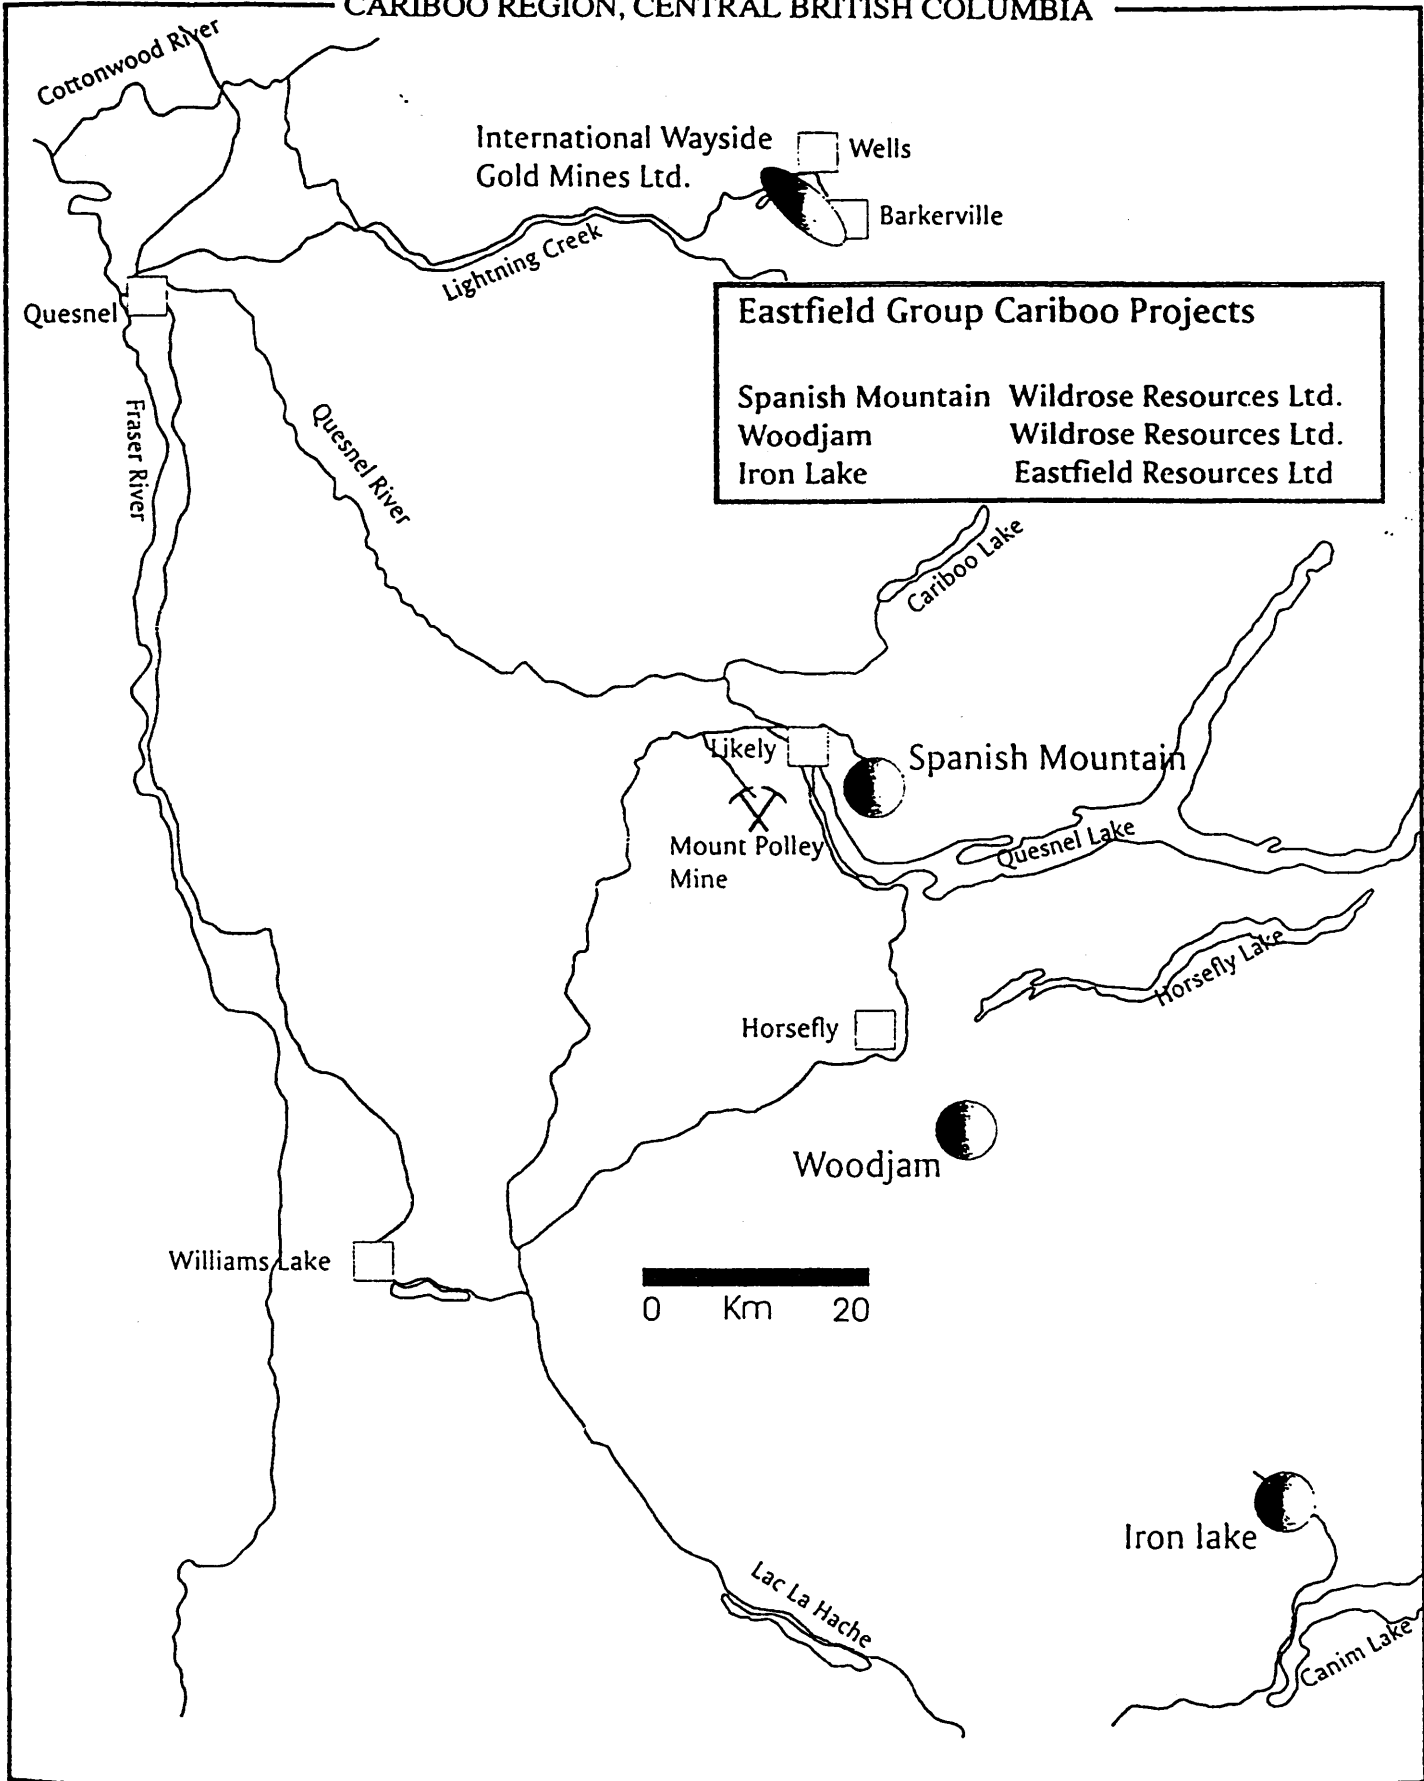 CARIBOO REGION, CENTRAL BRITISH COLUMBIA
Cottonwood River
International Wayside
Gold Mines Ltd.
Wells
Barkerville
Lightning Creek
Quesnel
Eastfield Group Cariboo Projects
Spanish Mountain Wildrose Resources Ltd.
Woodjam Wildrose Resources Ltd.
Iron Lake Eastfield Resources Ltd
Fraser River
Quesnel River
Cariboo Lake
Likely
Spanish Mountain
Mount Polley
Mine
Quesnel Lake
Horsefly Lake
Horsefly
Woodjam
Williams Lake
0 Km 20
Iron lake
Lac La Hache
Canim Lake